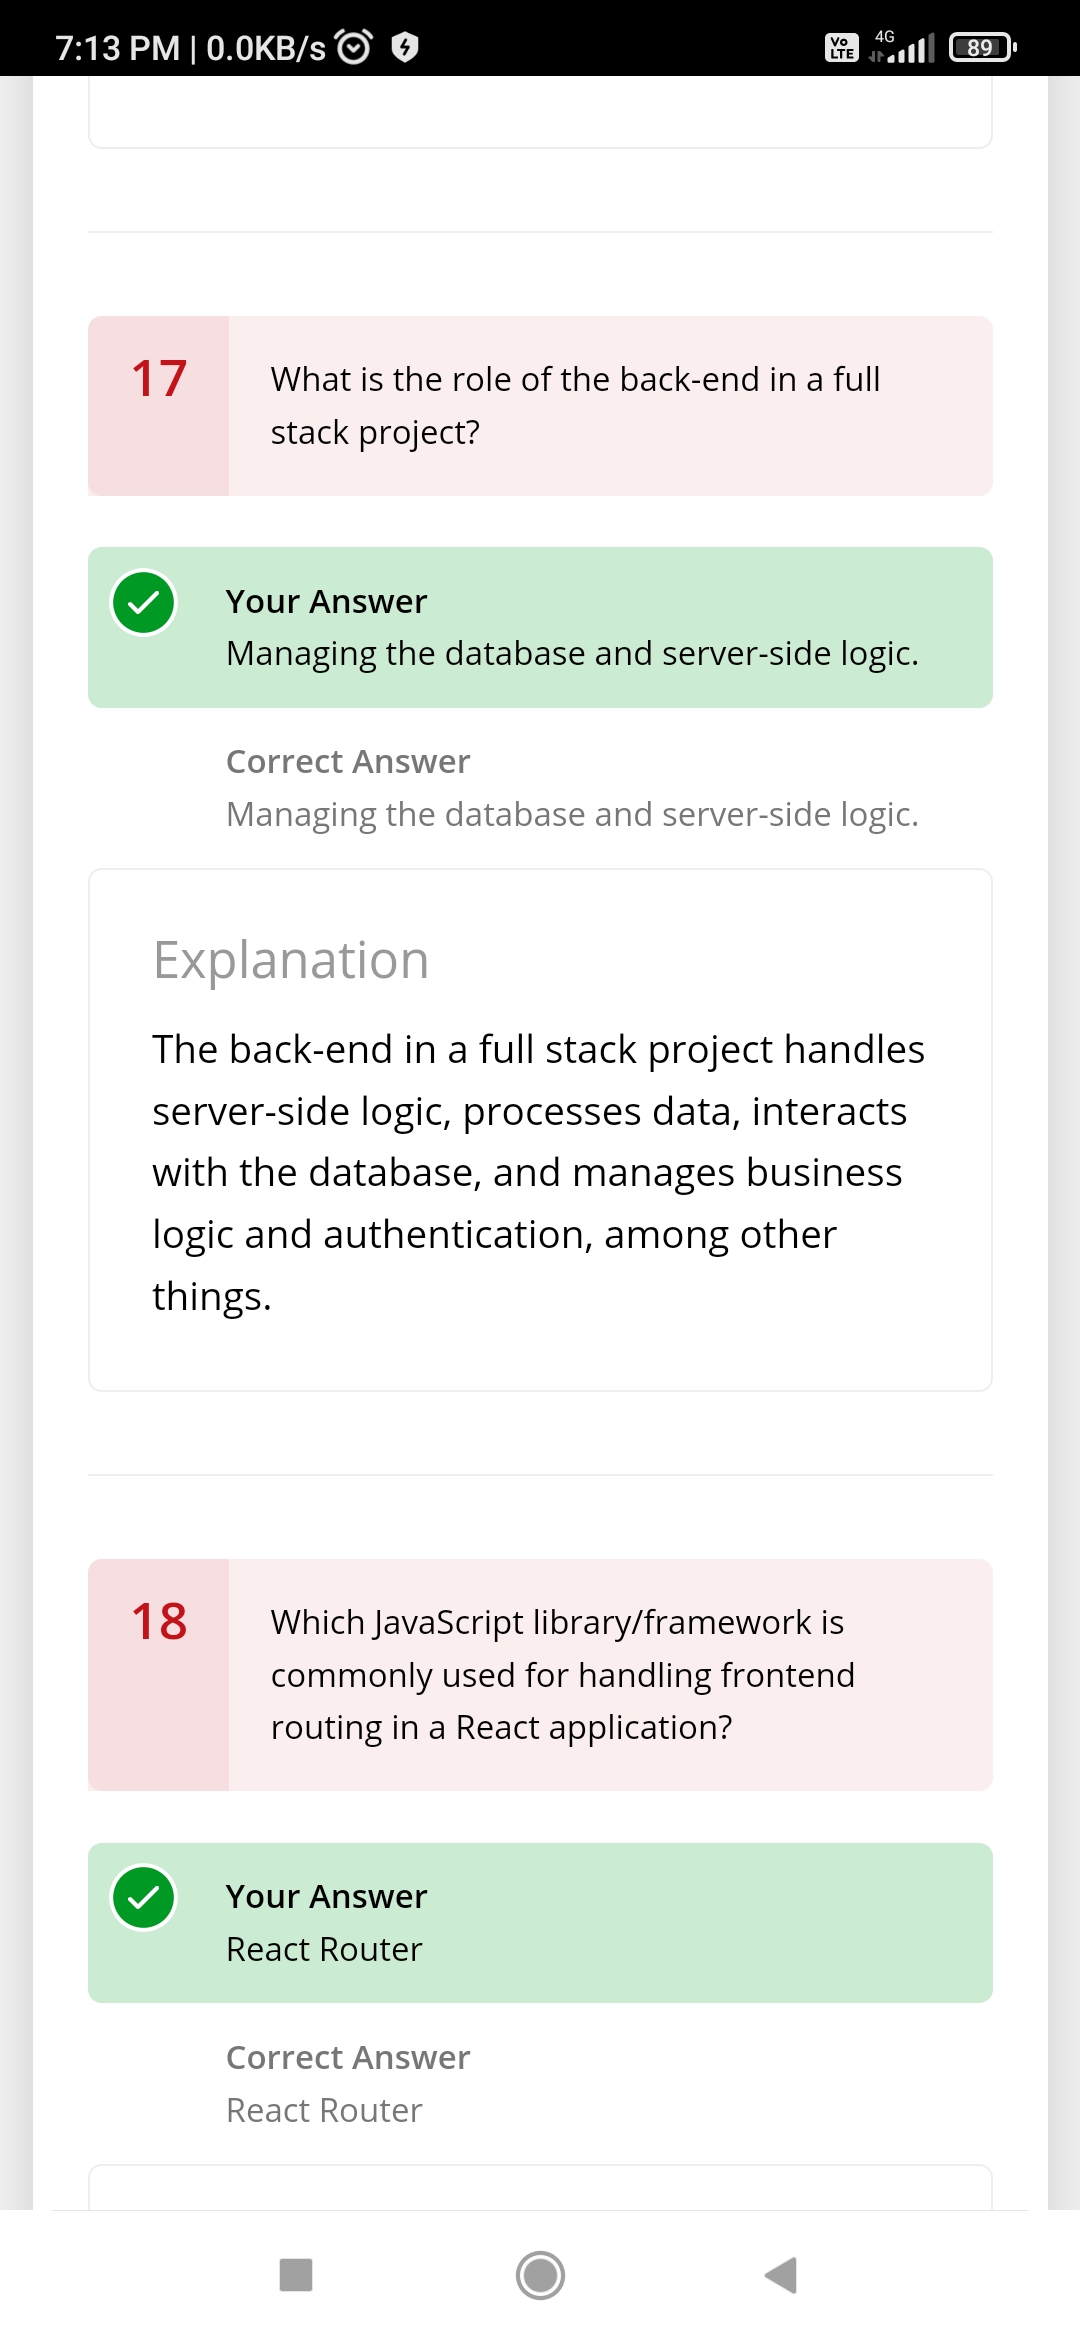 7:13 PM | 0.0KB/s
Vo LTE 4G 89
17
What is the role of the back-end in a full
stack project?
Your Answer
Managing the database and server-side logic.
Correct Answer
Managing the database and server-side logic.
Explanation
The back-end in a full stack project handles
server-side logic, processes data, interacts
with the database, and manages business
logic and authentication, among other
things.
18
Which JavaScript library/framework is
commonly used for handling frontend
routing in a React application?
Your Answer
React Router
Correct Answer
React Router